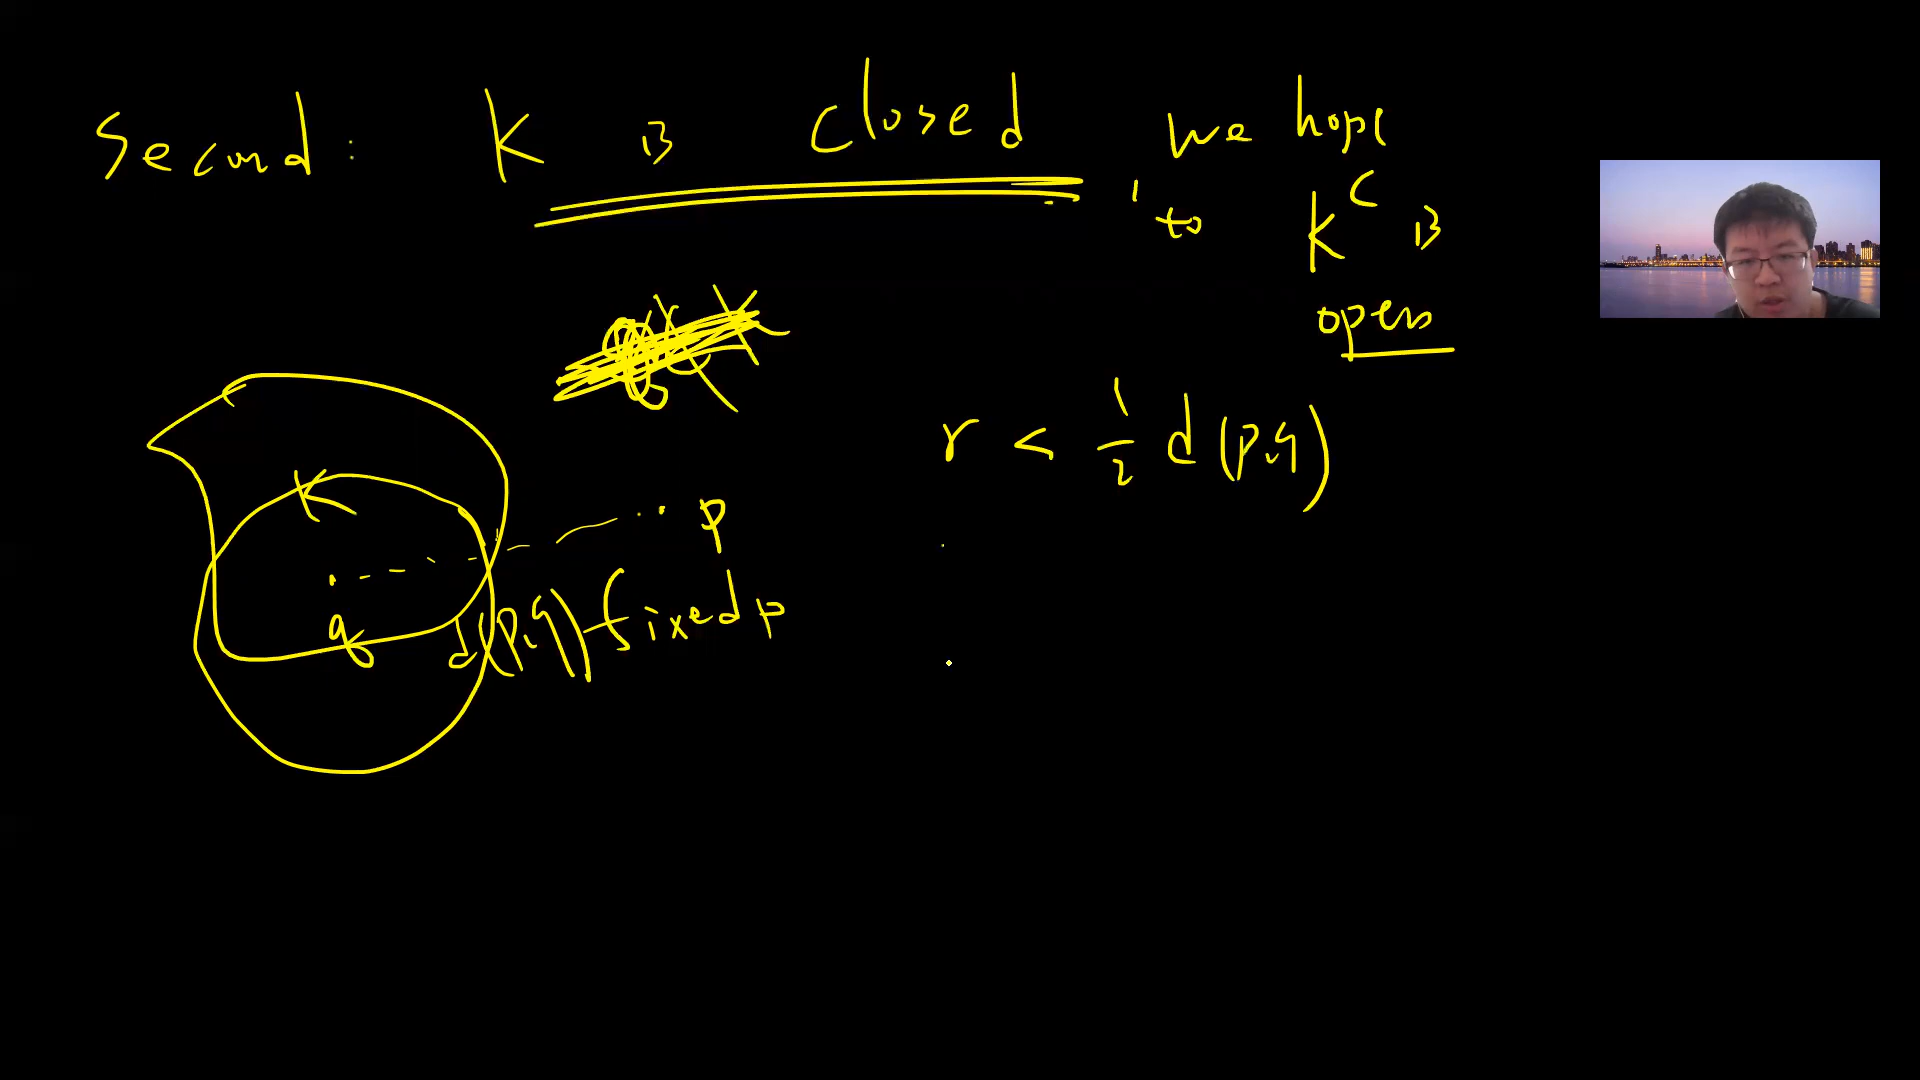 Second: K is closed, we hope
to K^C is
open
r < 1/2 d(p,q)
K
p
q
d(p,q) fixed p